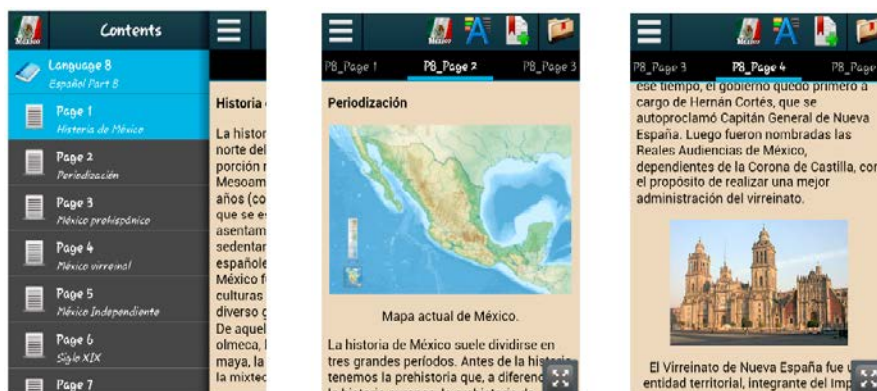 México
Contents
Language 8
Español Part B
Page 1
Historia de México
Page 2
Periodización
Page 3
México prehispánico
Page 4
México virreinal
Page 5
México Independiente
Page 6
Siglo XIX
Page 7
Historia
La histor
norte del
porción
Mesoam
años (co
que se e
asentam
sedentar
españole
México f
culturas
diverso
De aquel
olmeca,
maya, la
la mixtec
México
P8_Page 1
P8_Page 2
P8_Page 3
Periodización
Mapa actual de México.
La historia de México suele dividirse en
tres grandes períodos. Antes de la historia
tenemos la prehistoria que, a diferenc
México
P8_Page 3
P8_Page 4
P8_Page
ese tiempo, el gobierno quedó primero a
cargo de Hernán Cortés, que se
autoproclamó Capitán General de Nueva
España. Luego fueron nombradas las
Reales Audiencias de México,
dependientes de la Corona de Castilla, con
el propósito de realizar una mejor
administración del virreinato.
El Virreinato de Nueva España fue
entidad territorial, integrante del Imp